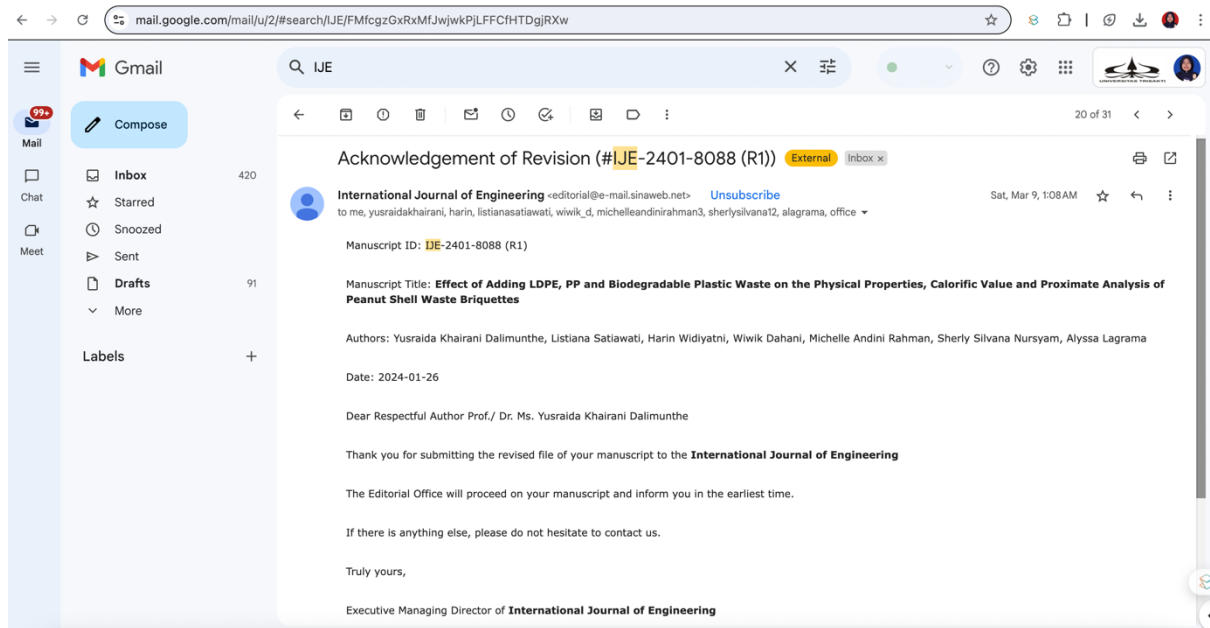 mail.google.com/mail/u/2/#search/IJE/FMfcgzGxRxMfJwjwkPjLFFCfHTDgjRXw
Gmail
IJE
UNIVERSITAS TRISAKTI
99+
Mail
Chat
Meet
Compose
Inbox 420
Starred
Snoozed
Sent
Drafts 91
More
Labels
20 of 31
Acknowledgement of Revision (#IJE-2401-8088 (R1)) External Inbox x
International Journal of Engineering <editorial@e-mail.sinaweb.net> Unsubscribe Sat, Mar 9, 1:08 AM
to me, yusraidakhairani, harin, listianasatiawati, wiwik_d, michelleandinirahman3, sherlysilvana12, alagrama, office
Manuscript ID: IJE-2401-8088 (R1)
Manuscript Title: Effect of Adding LDPE, PP and Biodegradable Plastic Waste on the Physical Properties, Calorific Value and Proximate Analysis of
Peanut Shell Waste Briquettes
Authors: Yusraida Khairani Dalimunthe, Listiana Satiawati, Harin Widiyatni, Wiwik Dahani, Michelle Andini Rahman, Sherly Silvana Nursyam, Alyssa Lagrama
Date: 2024-01-26
Dear Respectful Author Prof./ Dr. Ms. Yusraida Khairani Dalimunthe
Thank you for submitting the revised file of your manuscript to the International Journal of Engineering
The Editorial Office will proceed on your manuscript and inform you in the earliest time.
If there is anything else, please do not hesitate to contact us.
Truly yours,
Executive Managing Director of International Journal of Engineering